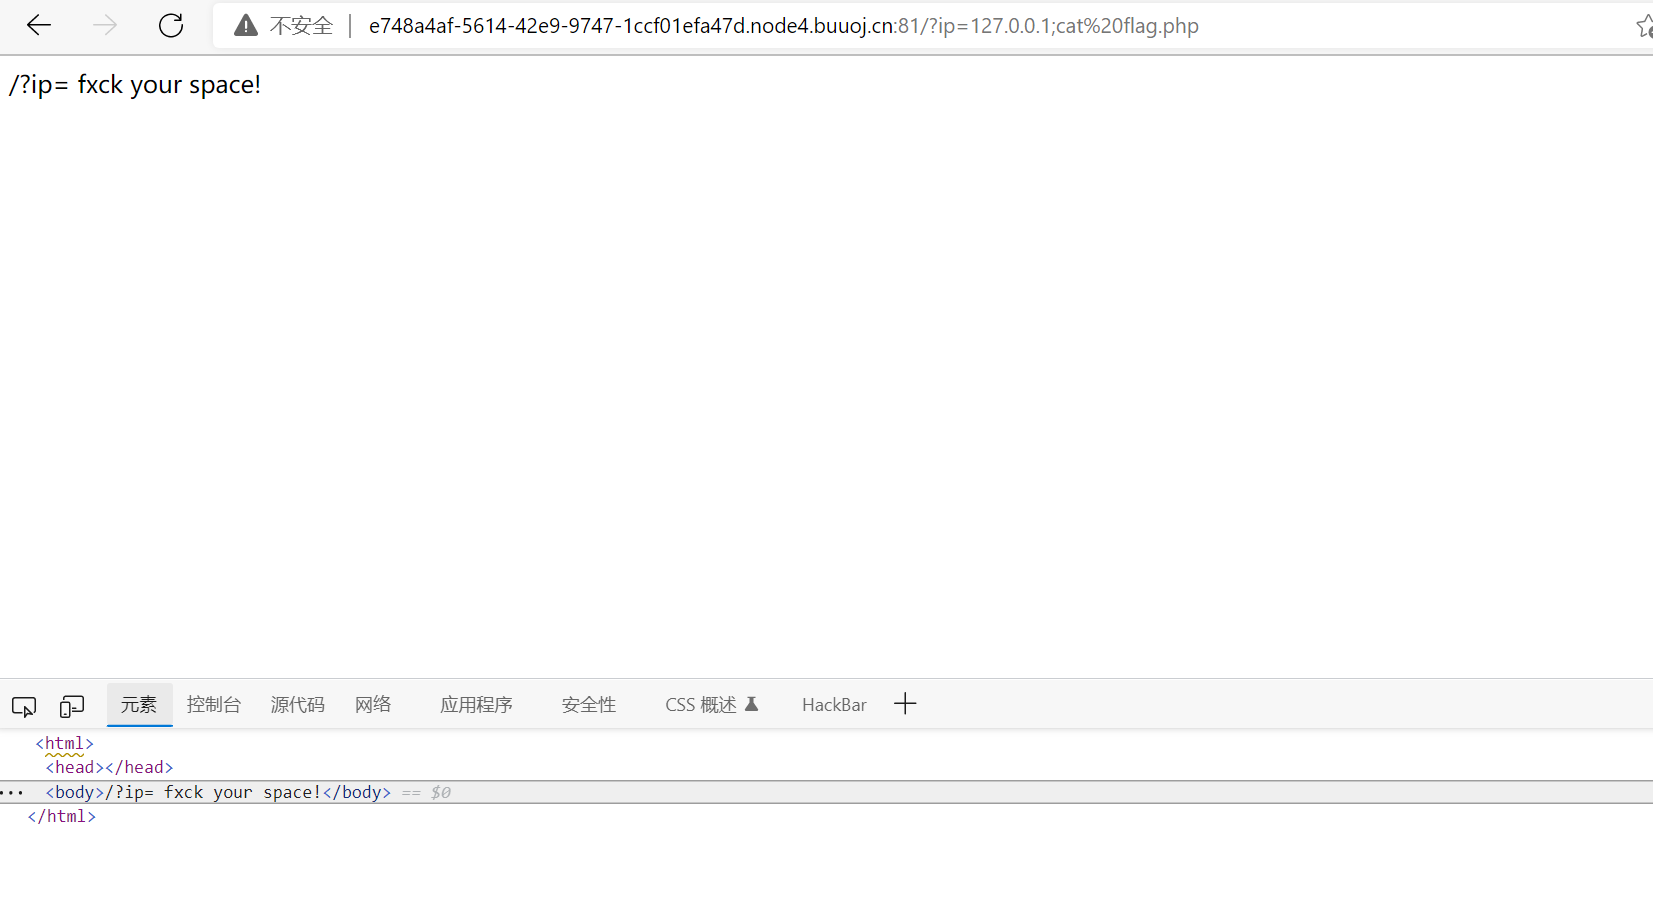 不安全 | e748a4af-5614-42e9-9747-1ccf01efa47d.node4.buuoj.cn:81/?ip=127.0.0.1;cat%20flag.php
/?ip= fxck your space!
元素 控制台 源代码 网络 应用程序 安全性 CSS 概述 HackBar
<html>
<head></head>
··· <body>/?ip= fxck your space!</body> == $0
</html>